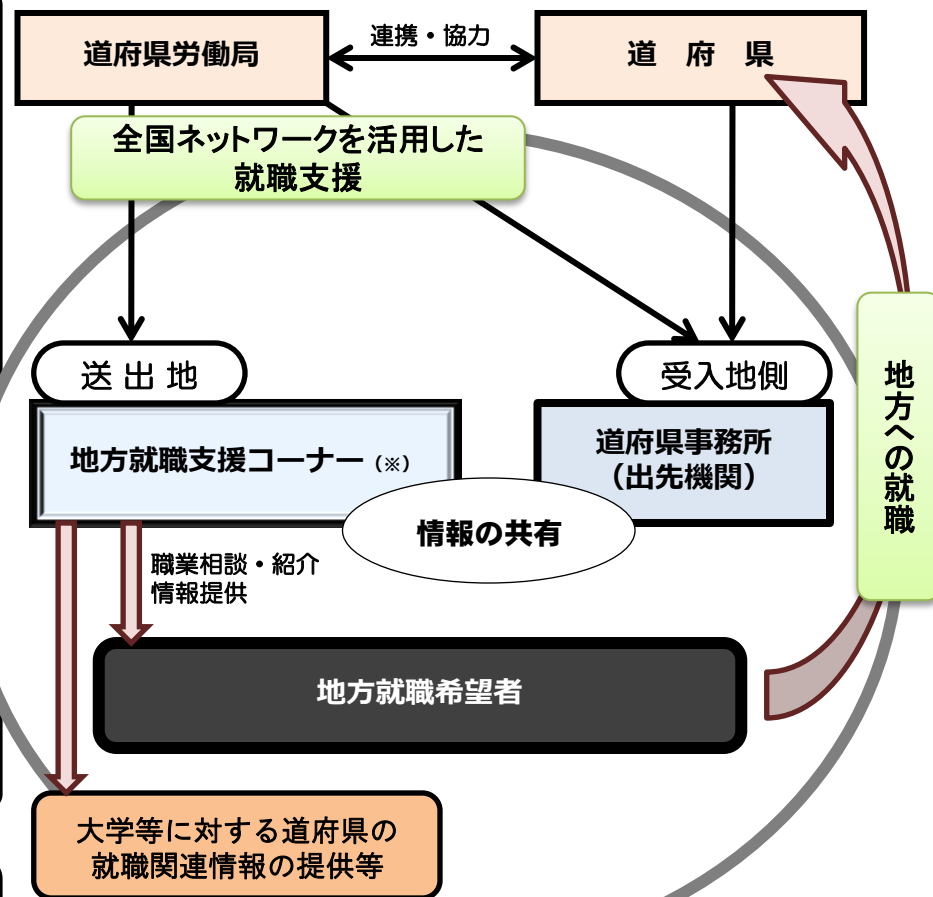 道府県労働局
連携・協力
道 府 県
全国ネットワークを活用した
就職支援
送 出 地
受入地側
地方就職支援コーナー（※）
道府県事務所
（出先機関）
情報の共有
地方への就職
職業相談・紹介
情報提供
地方就職希望者
大学等に対する道府県の
就職関連情報の提供等